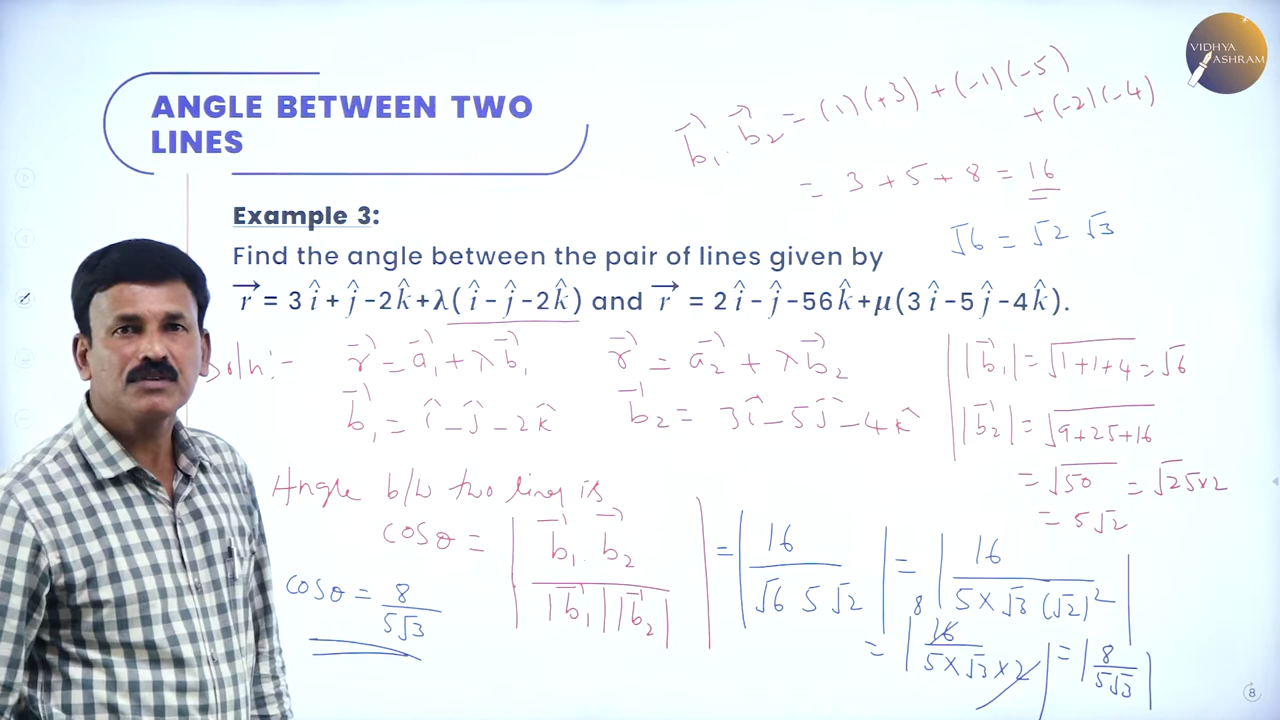 VIDHYA
ASHRAM
ANGLE BETWEEN TWO
LINES
b⃗₁ · b⃗₂ = (1)(+3) + (-1)(-5)
+ (-2)(-4)
= 3 + 5 + 8 = 16
√6 = √2 √3
Example 3:
Find the angle between the pair of lines given by
r⃗ = 3î+ĵ-2k̂+λ(î-ĵ-2k̂) and r⃗ = 2î-ĵ-56k̂+μ(3î-5ĵ-4k̂).
Soln:- r⃗ = a⃗₁ + λb⃗₁ r⃗ = a⃗₂ + λb⃗₂
b⃗₁ = î - ĵ - 2k̂ b⃗₂ = 3î - 5ĵ - 4k̂
|b⃗₁| = √(1+1+4) = √6
|b⃗₂| = √(9+25+16)
= √50 = √(25×2)
= 5√2
Angle b/w two lines is
cosθ = | b⃗₁ · b⃗₂ / |b⃗₁| |b⃗₂| | = | 16 / √6 5√2 | = | 16 / 5×√3 (√2)² |
= | 16 8 / 5×√3×2 | = | 8 / 5√3 |
cosθ = 8 / 5√3
8